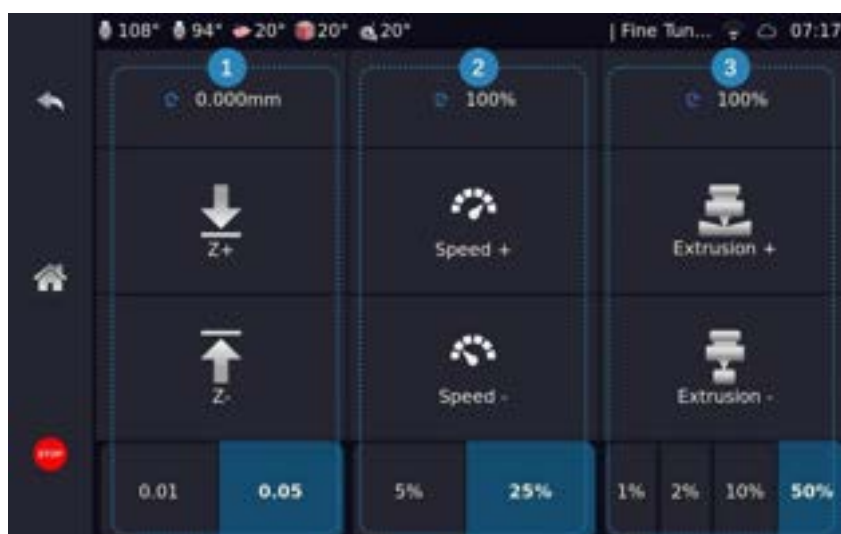 108° 94° 20° 20° 20° | Fine Tun... 07:17
1 2 3
0.000mm 100% 100%
Z+ Speed + Extrusion +
Z- Speed - Extrusion -
STOP
0.01 0.05 5% 25% 1% 2% 10% 50%